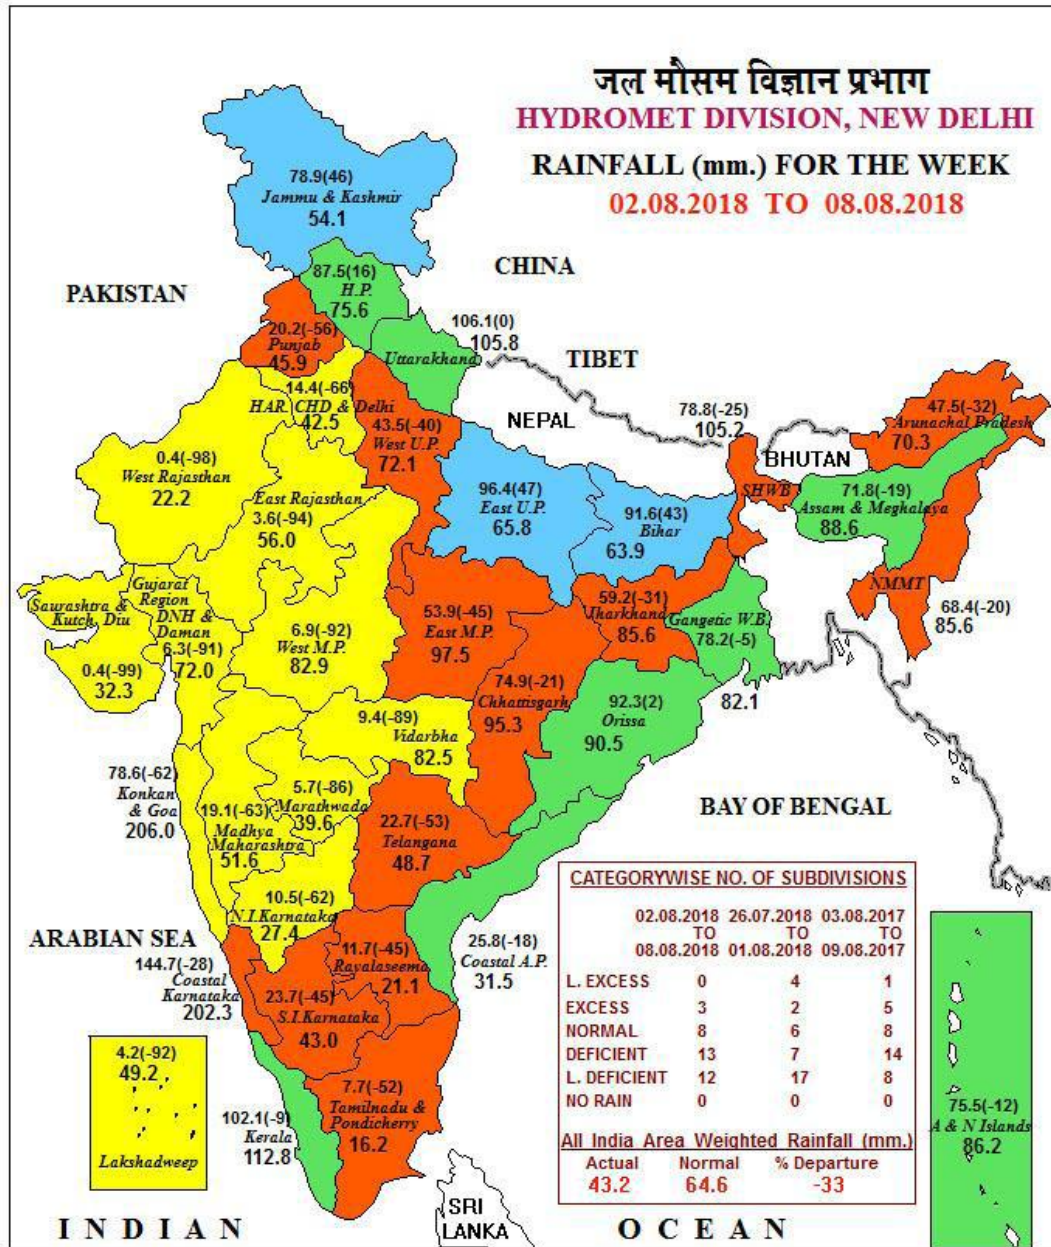 जल मौसम विज्ञान प्रभाग
HYDROMET DIVISION, NEW DELHI
RAINFALL (mm.) FOR THE WEEK
02.08.2018 TO 08.08.2018
78.9(46)
Jammu & Kashmir
54.1
CHINA
PAKISTAN
87.5(16)
H.P.
75.6
20.2(-56)
Punjab
45.9
106.1(0)
105.8
Uttarakhand
TIBET
14.4(-66)
HAR. CHD & Delhi
42.5
43.5(-40)
West U.P.
72.1
NEPAL
78.8(-25)
105.2
SHWB
BHUTAN
47.5(-32)
Arunachal Pradesh
70.3
0.4(-98)
West Rajasthan
22.2
East Rajasthan
3.6(-94)
56.0
96.4(47)
East U.P.
65.8
91.6(43)
Bihar
63.9
71.8(-19)
Assam & Meghalaya
88.6
NMMT
68.4(-20)
85.6
Saurashtra &
Kutch, Diu
0.4(-99)
32.3
Gujarat
Region
DNH &
Daman
6.3(-91)
72.0
6.9(-92)
West M.P.
82.9
53.9(-45)
East M.P.
97.5
59.2(-31)
Jharkhand
85.6
Gangetic W.B.
78.2(-5)
82.1
74.9(-21)
Chhattisgarh
95.3
92.3(2)
Orissa
90.5
9.4(-89)
Vidarbha
82.5
78.6(-62)
Konkan
& Goa
206.0
19.1(-63)
Madhya
Maharashtra
51.6
5.7(-86)
Marathwada
39.6
22.7(-53)
Telangana
48.7
BAY OF BENGAL
10.5(-62)
N.I.Karnataka
27.4
ARABIAN SEA
144.7(-28)
Coastal
Karnataka
202.3
11.7(-45)
Rayalaseema
21.1
25.8(-18)
Coastal A.P.
31.5
23.7(-45)
S.I.Karnataka
43.0
4.2(-92)
49.2
Lakshadweep
102.1(-9)
Kerala
112.8
7.7(-52)
Tamilnadu &
Pondicherry
16.2
CATEGORYWISE NO. OF SUBDIVISIONS
02.08.2018 26.07.2018 03.08.2017
TO TO TO
08.08.2018 01.08.2018 09.08.2017
L. EXCESS 0 4 1
EXCESS 3 2 5
NORMAL 8 6 8
DEFICIENT 13 7 14
L. DEFICIENT 12 17 8
NO RAIN 0 0 0
All India Area Weighted Rainfall (mm.)
Actual Normal % Departure
43.2 64.6 -33
75.5(-12)
A & N Islands
86.2
SRI
LANKA
INDIAN OCEAN